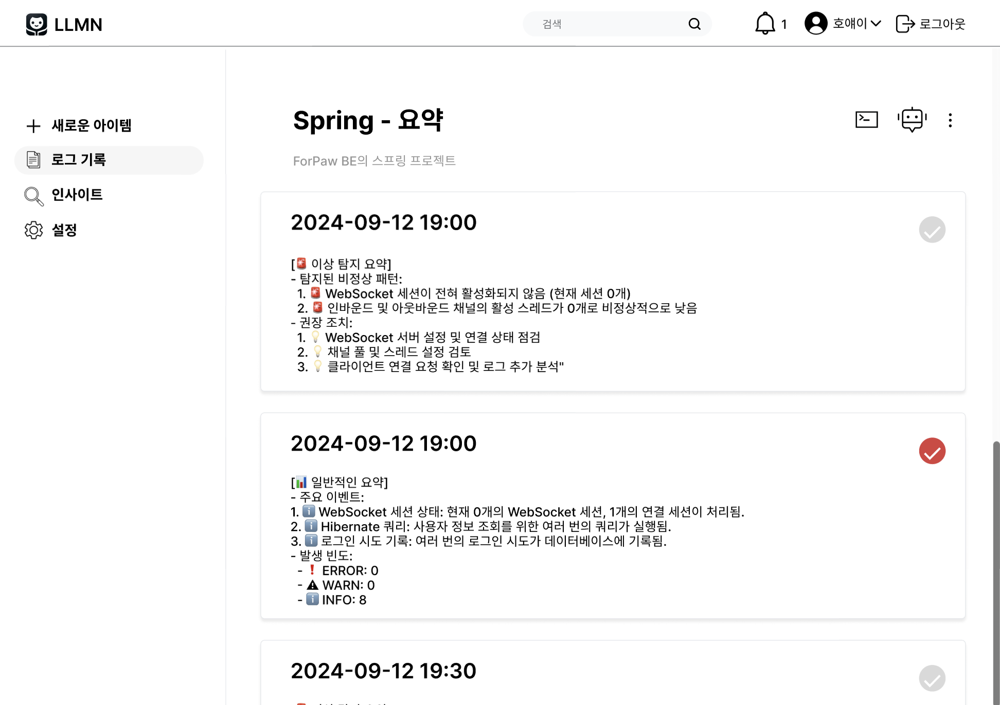 LLMN
검색
1
호얘이
로그아웃
새로운 아이템
로그 기록
인사이트
설정
Spring - 요약
ForPaw BE의 스프링 프로젝트
2024-09-12 19:00
[🚨 이상 탐지 요약]
- 탐지된 비정상 패턴:
1. 🚨 WebSocket 세션이 전혀 활성화되지 않음 (현재 세션 0개)
2. 🚨 인바운드 및 아웃바운드 채널의 활성 스레드가 0개로 비정상적으로 낮음
- 권장 조치:
1. 💡 WebSocket 서버 설정 및 연결 상태 점검
2. 💡 채널 풀 및 스레드 설정 검토
3. 💡 클라이언트 연결 요청 확인 및 로그 추가 분석"
2024-09-12 19:00
[📊 일반적인 요약]
- 주요 이벤트:
1. ℹ️ WebSocket 세션 상태: 현재 0개의 WebSocket 세션, 1개의 연결 세션이 처리됨.
2. ℹ️ Hibernate 쿼리: 사용자 정보 조회를 위한 여러 번의 쿼리가 실행됨.
3. ℹ️ 로그인 시도 기록: 여러 번의 로그인 시도가 데이터베이스에 기록됨.
- 발생 빈도:
- ❗ ERROR: 0
- ⚠ WARN: 0
- ℹ️ INFO: 8
2024-09-12 19:30